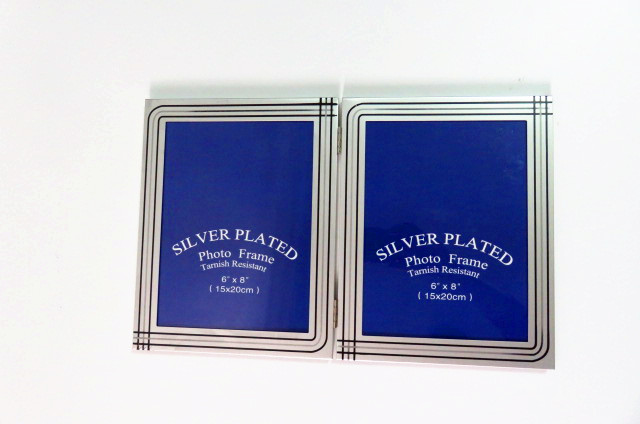 SILVER PLATED
Photo Frame
Tarnish Resistant
6" x 8"
( 15x20cm )
SILVER PLATED
Photo Frame
Tarnish Resistant
6" x 8"
( 15x20cm )